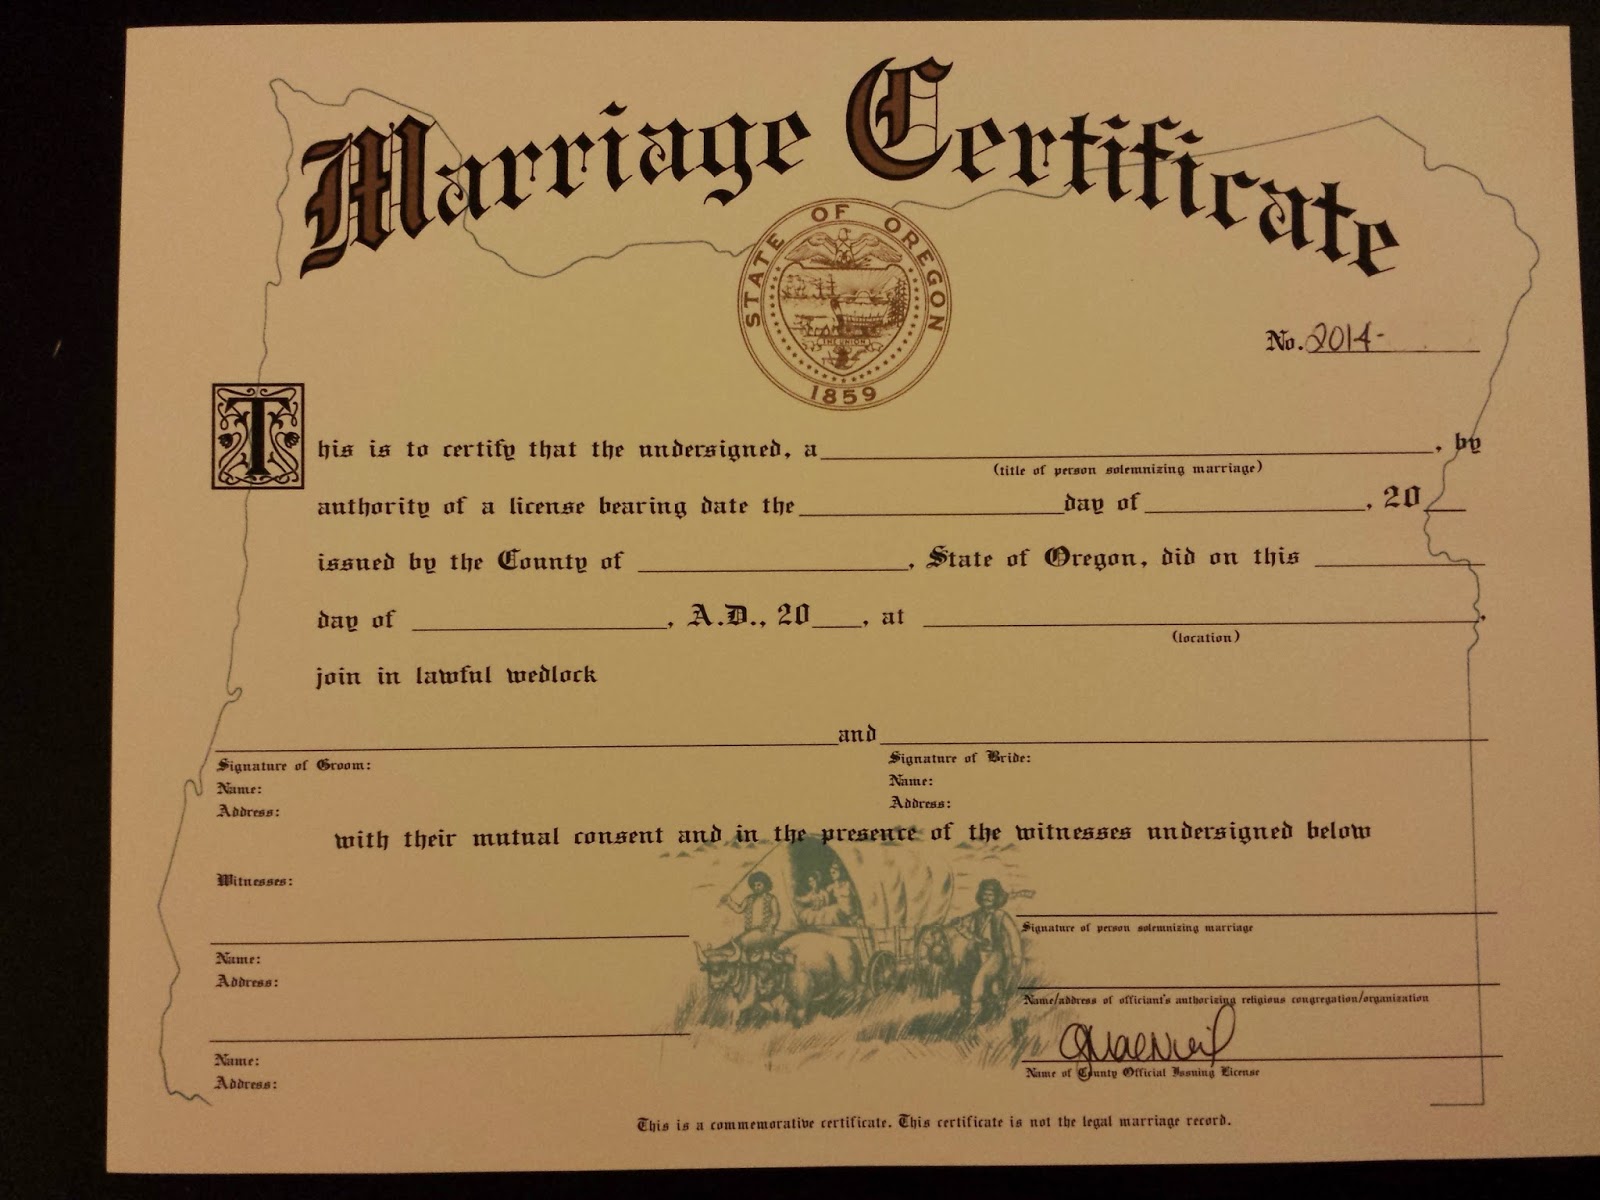 Marriage Certificate
STATE OF OREGON
THE UNION
1859
No. 2014-
This is to certify that the undersigned, a , by
(title of person solemnizing marriage)
authority of a license bearing date the day of , 20
issued by the County of , State of Oregon, did on this
day of , A.D., 20 , at .
(location)
join in lawful wedlock
and
Signature of Groom: Signature of Bride:
Name: Name:
Address: Address:
with their mutual consent and in the presence of the witnesses undersigned below
Witnesses:
Signature of person solemnizing marriage
Name:
Address:
Name/address of officiant's authorizing religious congregation/organization
Name:
Name of County Official Issuing License
Address:
This is a commemorative certificate. This certificate is not the legal marriage record.